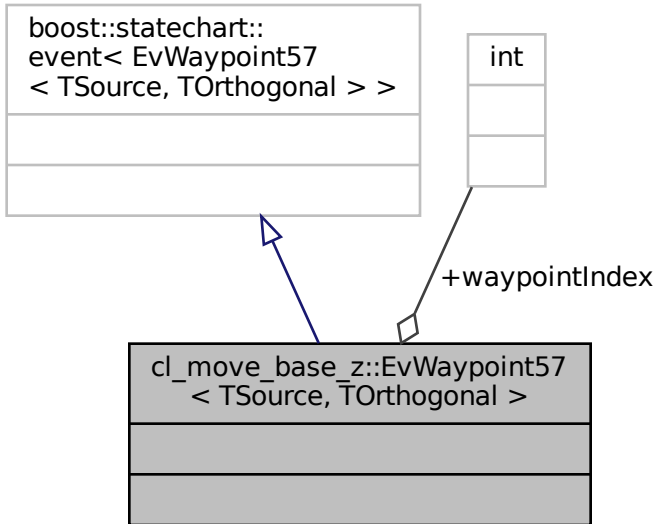 boost::statechart::
event< EvWaypoint57
< TSource, TOrthogonal > >
int
+waypointIndex
cl_move_base_z::EvWaypoint57
< TSource, TOrthogonal >